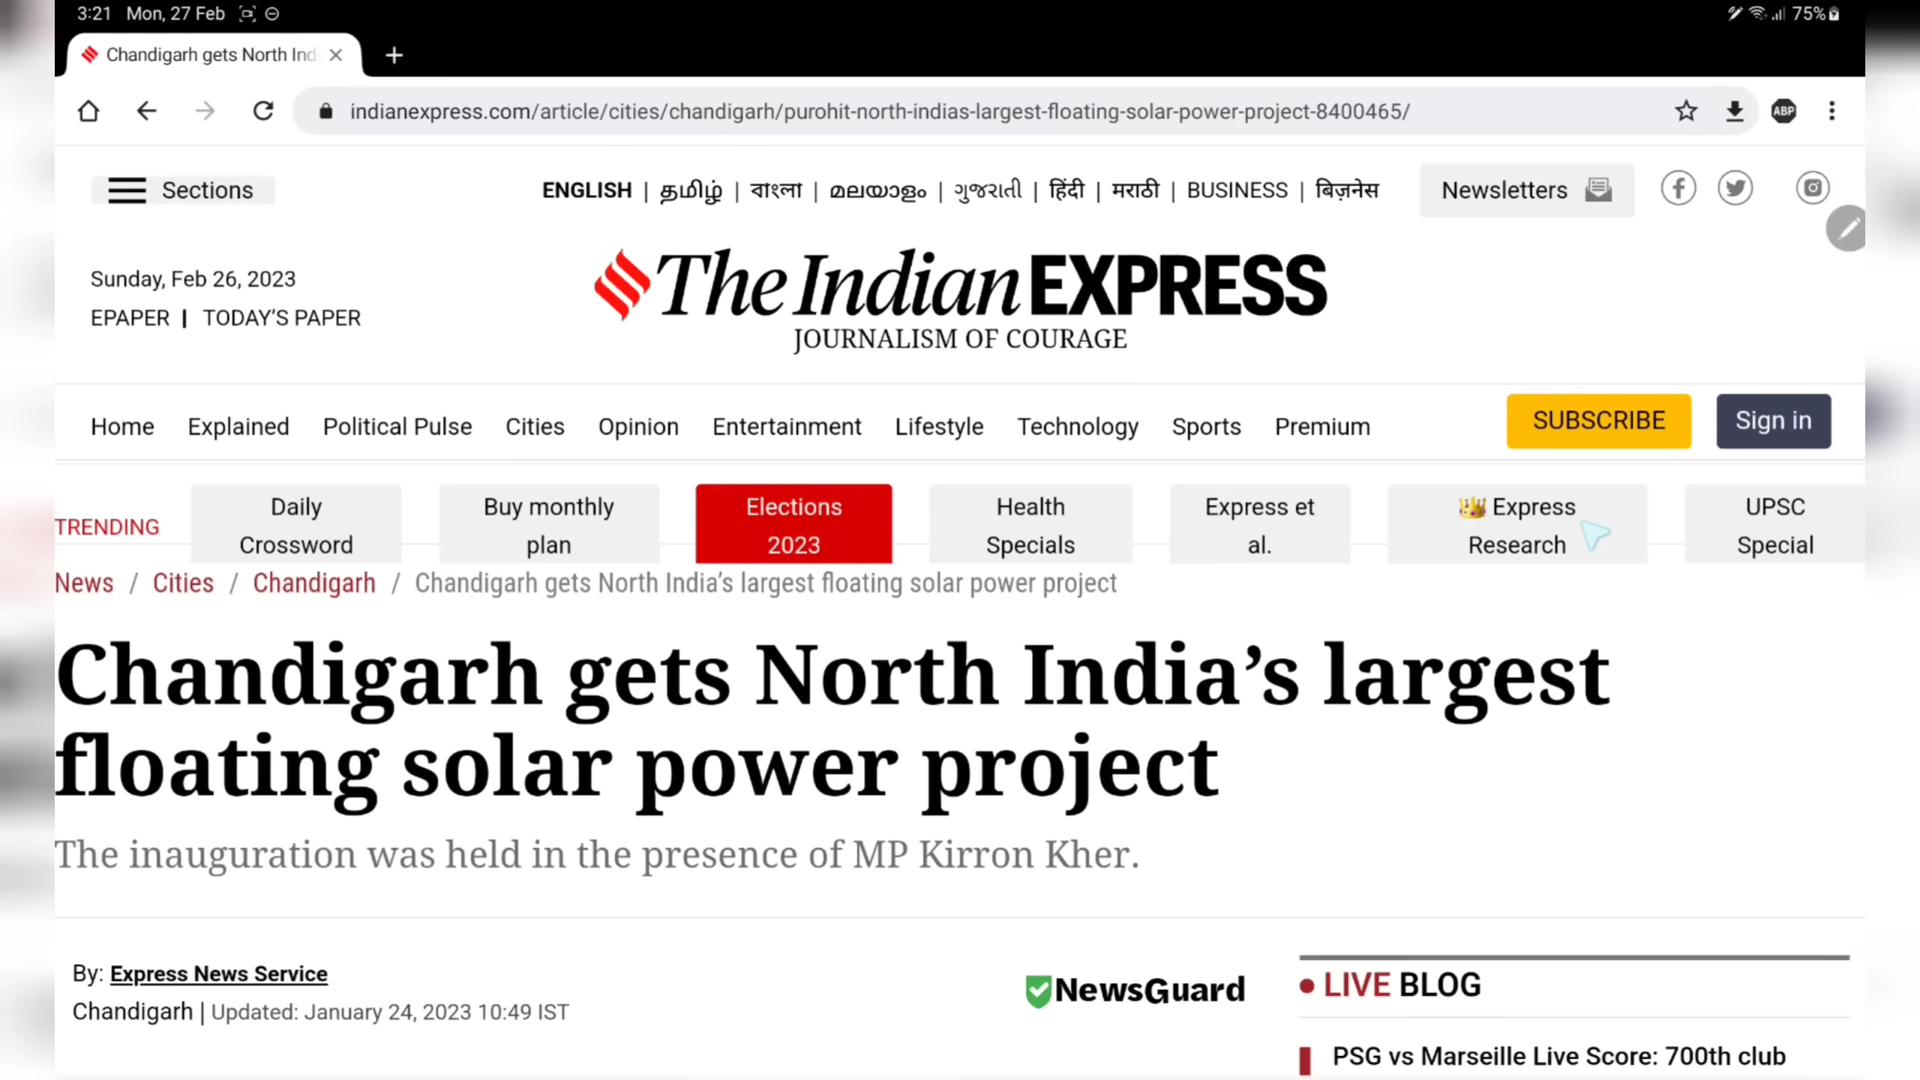 3:21 Mon, 27 Feb
75%
Chandigarh gets North Ind
indianexpress.com/article/cities/chandigarh/purohit-north-indias-largest-floating-solar-power-project-8400465/
ABP
Sections
ENGLISH | தமிழ் | বাংলা | മലയാളം | ગુજરાતી | हिंदी | मराठी | BUSINESS | बिज़नेस
Newsletters
Sunday, Feb 26, 2023
EPAPER | TODAY’S PAPER
The Indian EXPRESS
JOURNALISM OF COURAGE
Home Explained Political Pulse Cities Opinion Entertainment Lifestyle Technology Sports Premium
SUBSCRIBE
Sign in
TRENDING
Daily
Crossword
Buy monthly
plan
Elections
2023
Health
Specials
Express et
al.
Express
Research
UPSC
Special
News / Cities / Chandigarh / Chandigarh gets North India’s largest floating solar power project
Chandigarh gets North India’s largest
floating solar power project
The inauguration was held in the presence of MP Kirron Kher.
By: Express News Service
Chandigarh | Updated: January 24, 2023 10:49 IST
NewsGuard
LIVE BLOG
PSG vs Marseille Live Score: 700th club